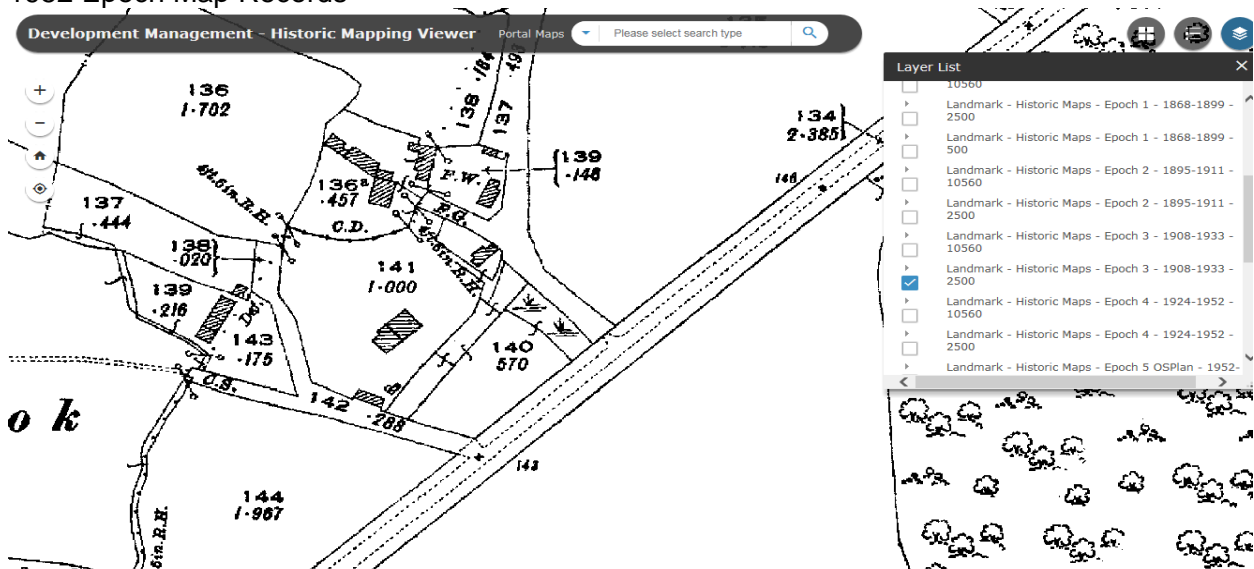 Development Management - Historic Mapping Viewer
Portal Maps
Please select search type
Layer List
10560
Landmark - Historic Maps - Epoch 1 - 1868-1899 -
2500
Landmark - Historic Maps - Epoch 1 - 1868-1899 -
500
Landmark - Historic Maps - Epoch 2 - 1895-1911 -
10560
Landmark - Historic Maps - Epoch 2 - 1895-1911 -
2500
Landmark - Historic Maps - Epoch 3 - 1908-1933 -
10560
Landmark - Historic Maps - Epoch 3 - 1908-1933 -
2500
Landmark - Historic Maps - Epoch 4 - 1924-1952 -
10560
Landmark - Historic Maps - Epoch 4 - 1924-1952 -
2500
Landmark - Historic Maps - Epoch 5 OSPlan - 1952-
136
1.702
138
.184
137
134
2.385
139
.148
F.W.
146
136a
.457
F.G.
4ft.6in.R.H.
C.D.
4ft.6in.R.H.
137
.444
138
.020
141
1.000
139
.216
143
.175
140
570
C.S.
142
.288
o k
143
144
1.967